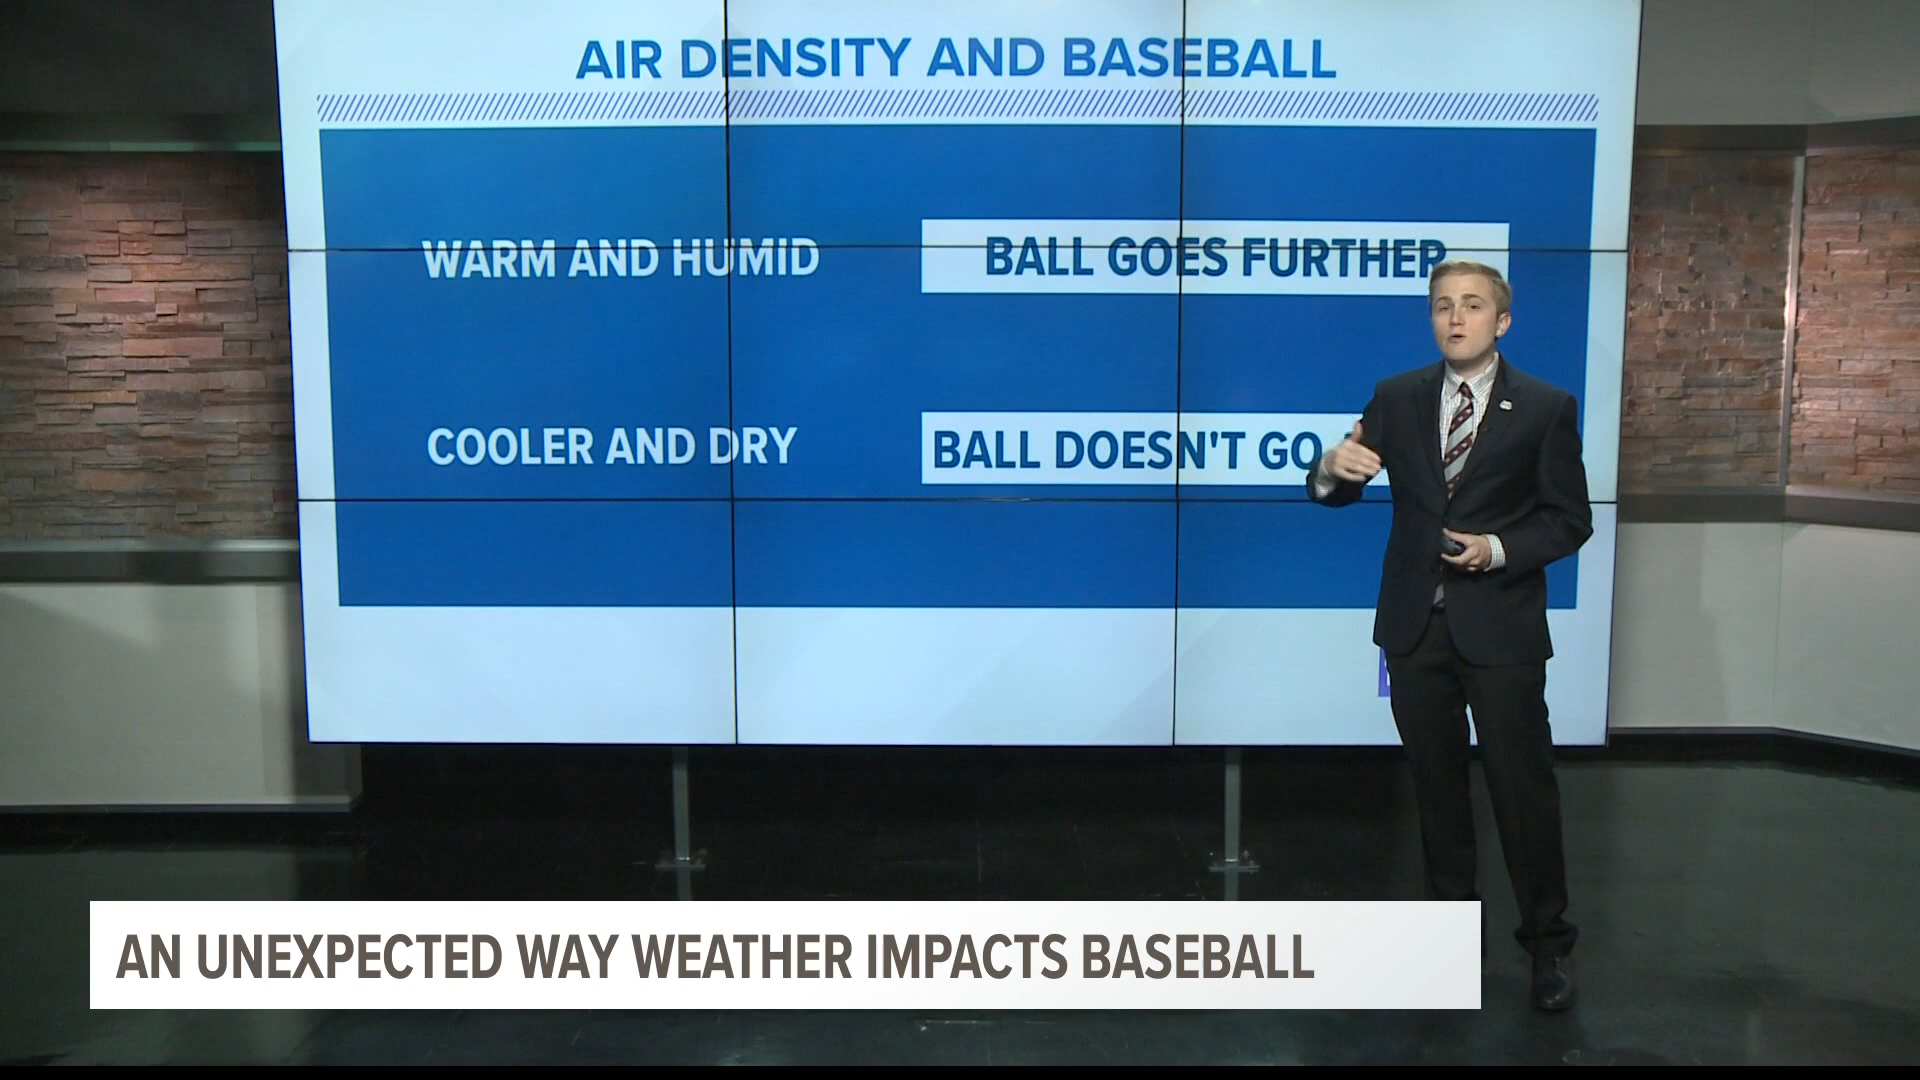 AIR DENSITY AND BASEBALL
WARM AND HUMID
BALL GOES FURTHER
COOLER AND DRY
BALL DOESN'T GO
AN UNEXPECTED WAY WEATHER IMPACTS BASEBALL